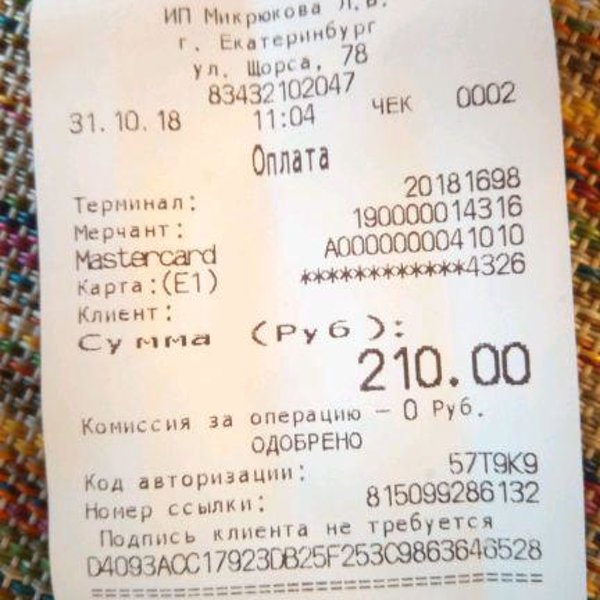 ИП Микрюкова Л.В.
г. Екатеринбург
ул. Щорса, 78
83432102047
31.10.18 11:04 ЧЕК 0002
Оплата
Терминал: 20181698
Мерчант: 190000014316
Mastercard A0000000041010
Карта:(E1) ************4326
Клиент:
Сумма (Руб):
210.00
Комиссия за операцию – 0 Руб.
ОДОБРЕНО
Код авторизации: 57T9K9
Номер ссылки: 815099286132
Подпись клиента не требуется
D4093ACC17923DB25F253C9863646528
================================